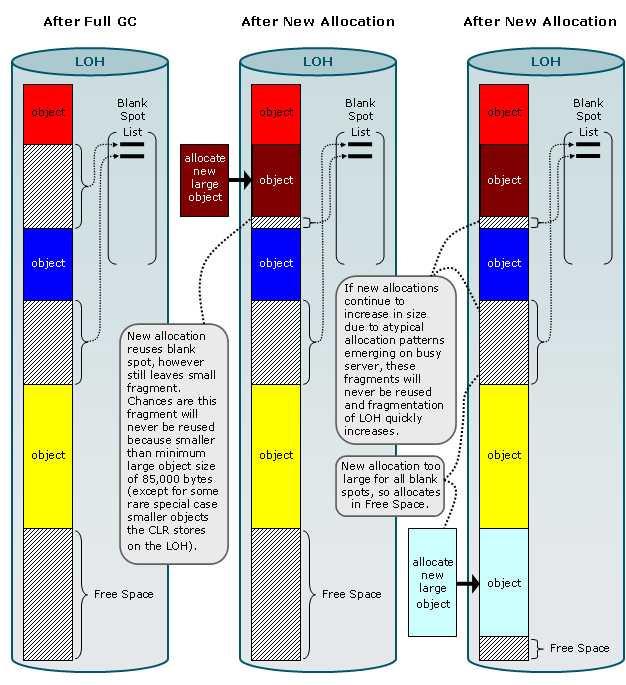 After Full GC
LOH
object
Blank
Spot
List
object
object
Free Space
After New Allocation
LOH
allocate
new
large
object
object
object
Blank
Spot
List
object
object
New allocation
reuses blank
spot, however
still leaves small
fragment.
Chances are this
fragment will
never be reused
because smaller
than minimum
large object size
of 85,000 bytes
(except for some
rare special case
smaller objects
the CLR stores
on the LOH).
Free Space
After New Allocation
LOH
object
object
Blank
Spot
List
object
If new allocations
continue to
increase in size
due to atypical
allocation patterns
emerging on busy
server, these
fragments will
never be reused
and fragmentation
of LOH quickly
increases.
object
New allocation too
large for all blank
spots, so allocates
in Free Space.
allocate
new
large
object
object
Free Space